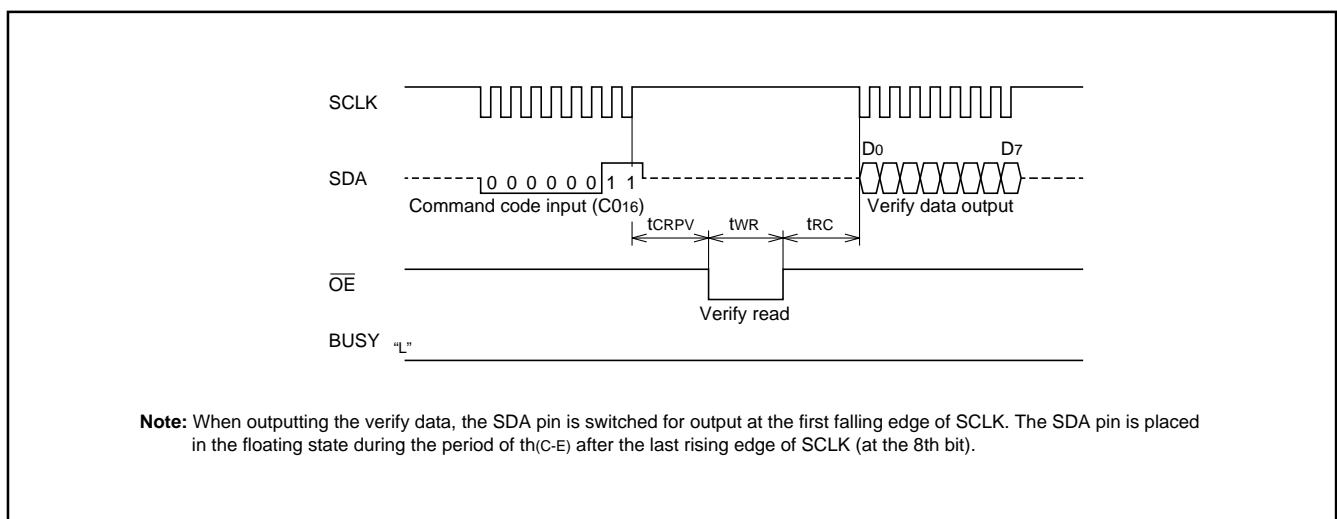 SCLK
D0 D7
SDA 0 0 0 0 0 0 1 1
Command code input (C016) Verify data output
tCRPV tWR tRC
OE
Verify read
BUSY “L”
Note: When outputting the verify data, the SDA pin is switched for output at the first falling edge of SCLK. The SDA pin is placed
in the floating state during the period of th(C-E) after the last rising edge of SCLK (at the 8th bit).